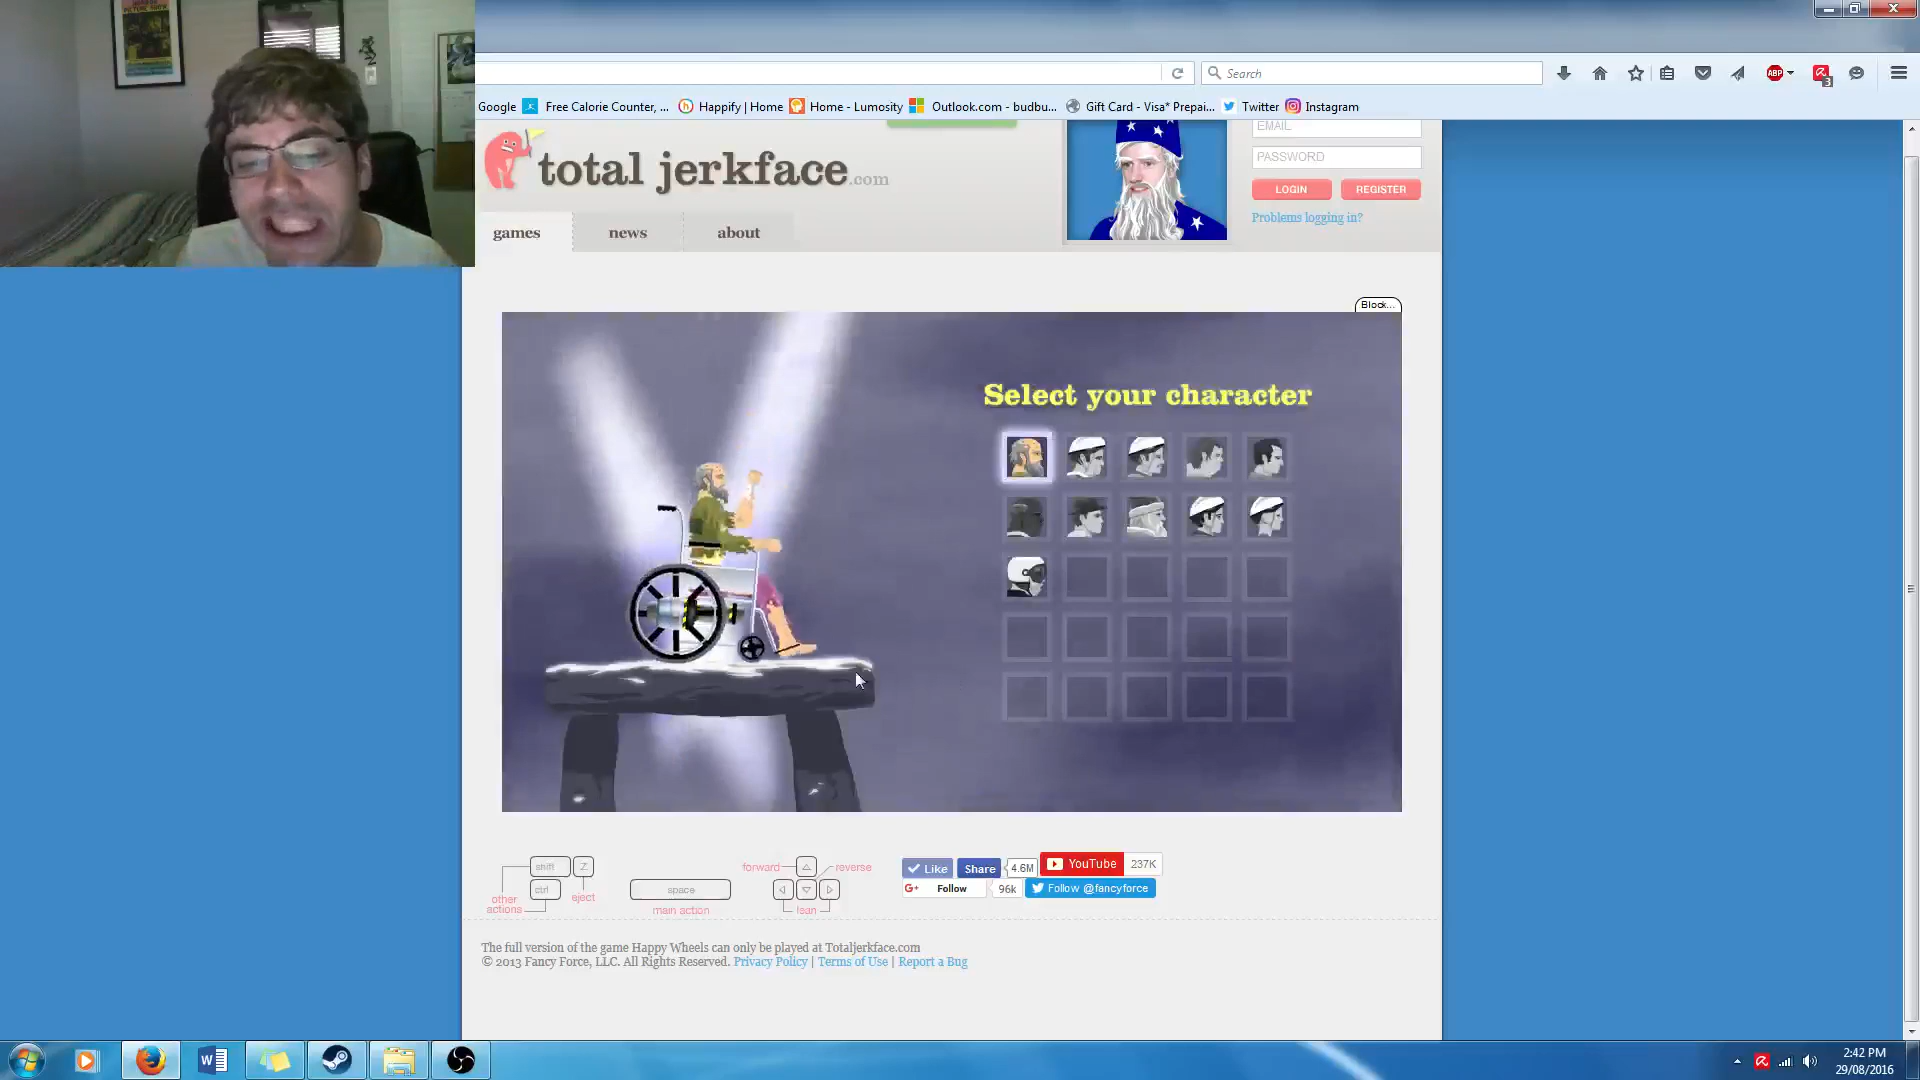 Search
ABP
3
Google
Free Calorie Counter, ...
Happify | Home
Home - Lumosity
Outlook.com - budbu...
Gift Card - Visa* Prepai...
Twitter
Instagram
total jerkface.com
EMAIL
PASSWORD
LOGIN
REGISTER
Problems logging in?
games
news
about
Block...
Select your character
shift
Z
ctrl
other
actions
eject
space
main action
forward
reverse
lean
Like
Share
4.6M
YouTube
237K
G+
Follow
96k
Follow @fancyforce
The full version of the game Happy Wheels can only be played at Totaljerkface.com
© 2013 Fancy Force, LLC. All Rights Reserved. Privacy Policy | Terms of Use | Report a Bug
2:42 PM
29/08/2016